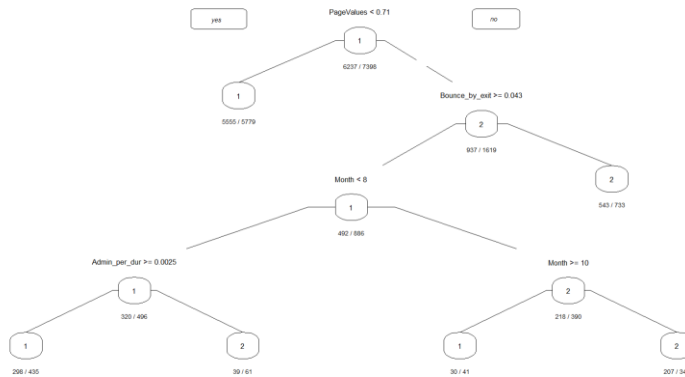 PageValues < 0.71
yes
no
1
6237 / 7398
Bounce_by_exit >= 0.043
1
5555 / 5779
2
937 / 1619
Month < 8
2
1
543 / 733
492 / 886
Admin_per_dur >= 0.0025
Month >= 10
1
2
320 / 496
218 / 390
1
2
1
2
298 / 435
39 / 61
30 / 41
207 / 34